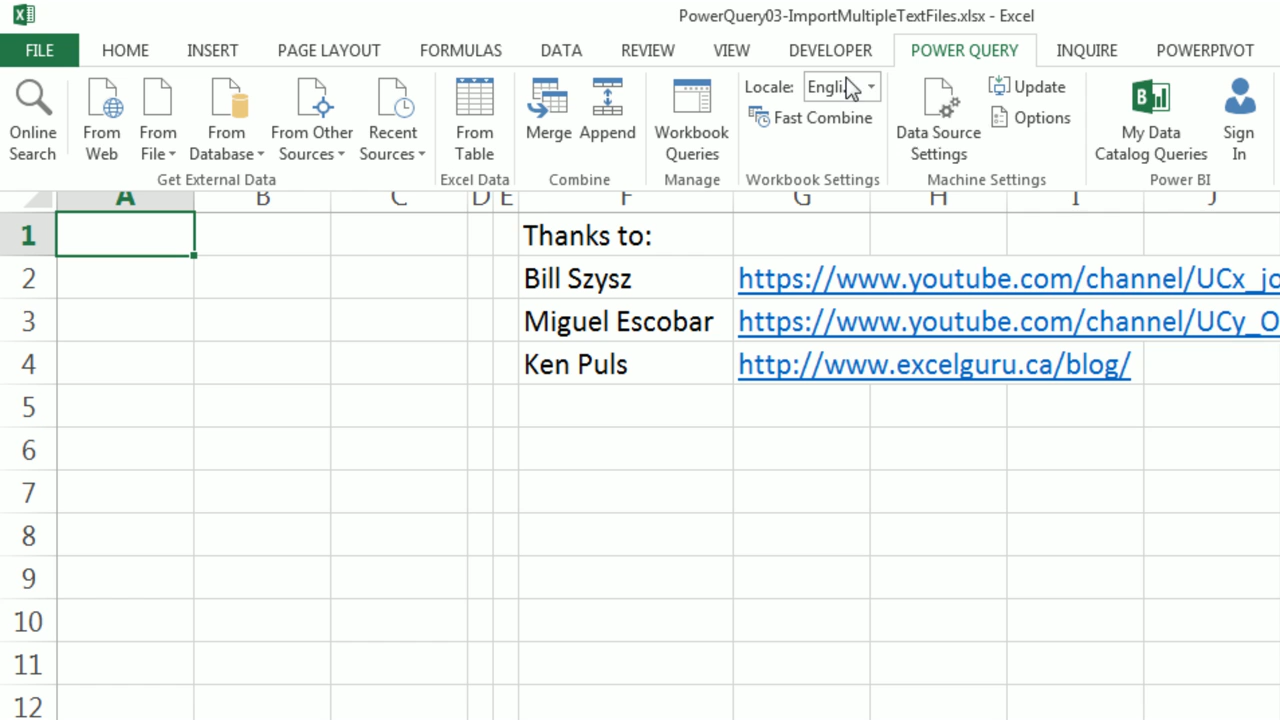 PowerQuery03-ImportMultipleTextFiles.xlsx - Excel
FILE HOME INSERT PAGE LAYOUT FORMULAS DATA REVIEW VIEW DEVELOPER POWER QUERY INQUIRE POWERPIVOT
Online Search
From Web
From File
From Database
From Other Sources
Recent Sources
Get External Data
From Table
Excel Data
Merge
Append
Combine
Workbook Queries
Manage
Locale:
Fast Combine
Workbook Settings
Data Source Settings
Update
Options
Machine Settings
My Data Catalog Queries
Sign In
Power BI
A B C D E F G H I J
1 Thanks to:
2 Bill Szysz https://www.youtube.com/channel/UCx_jo
3 Miguel Escobar https://www.youtube.com/channel/UCy_O
4 Ken Puls http://www.excelguru.ca/blog/
5
6
7
8
9
10
11
12